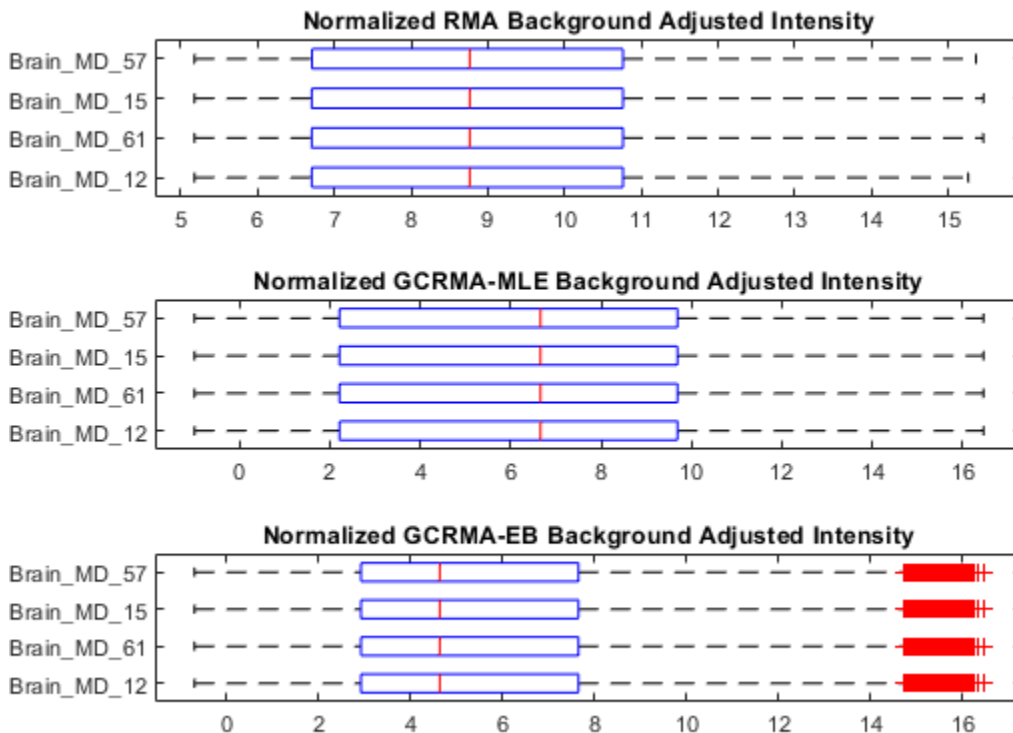 Normalized RMA Background Adjusted Intensity
Brain_MD_57
Brain_MD_15
Brain_MD_61
Brain_MD_12
5 6 7 8 9 10 11 12 13 14 15
Normalized GCRMA-MLE Background Adjusted Intensity
Brain_MD_57
Brain_MD_15
Brain_MD_61
Brain_MD_12
0 2 4 6 8 10 12 14 16
Normalized GCRMA-EB Background Adjusted Intensity
Brain_MD_57
Brain_MD_15
Brain_MD_61
Brain_MD_12
0 2 4 6 8 10 12 14 16